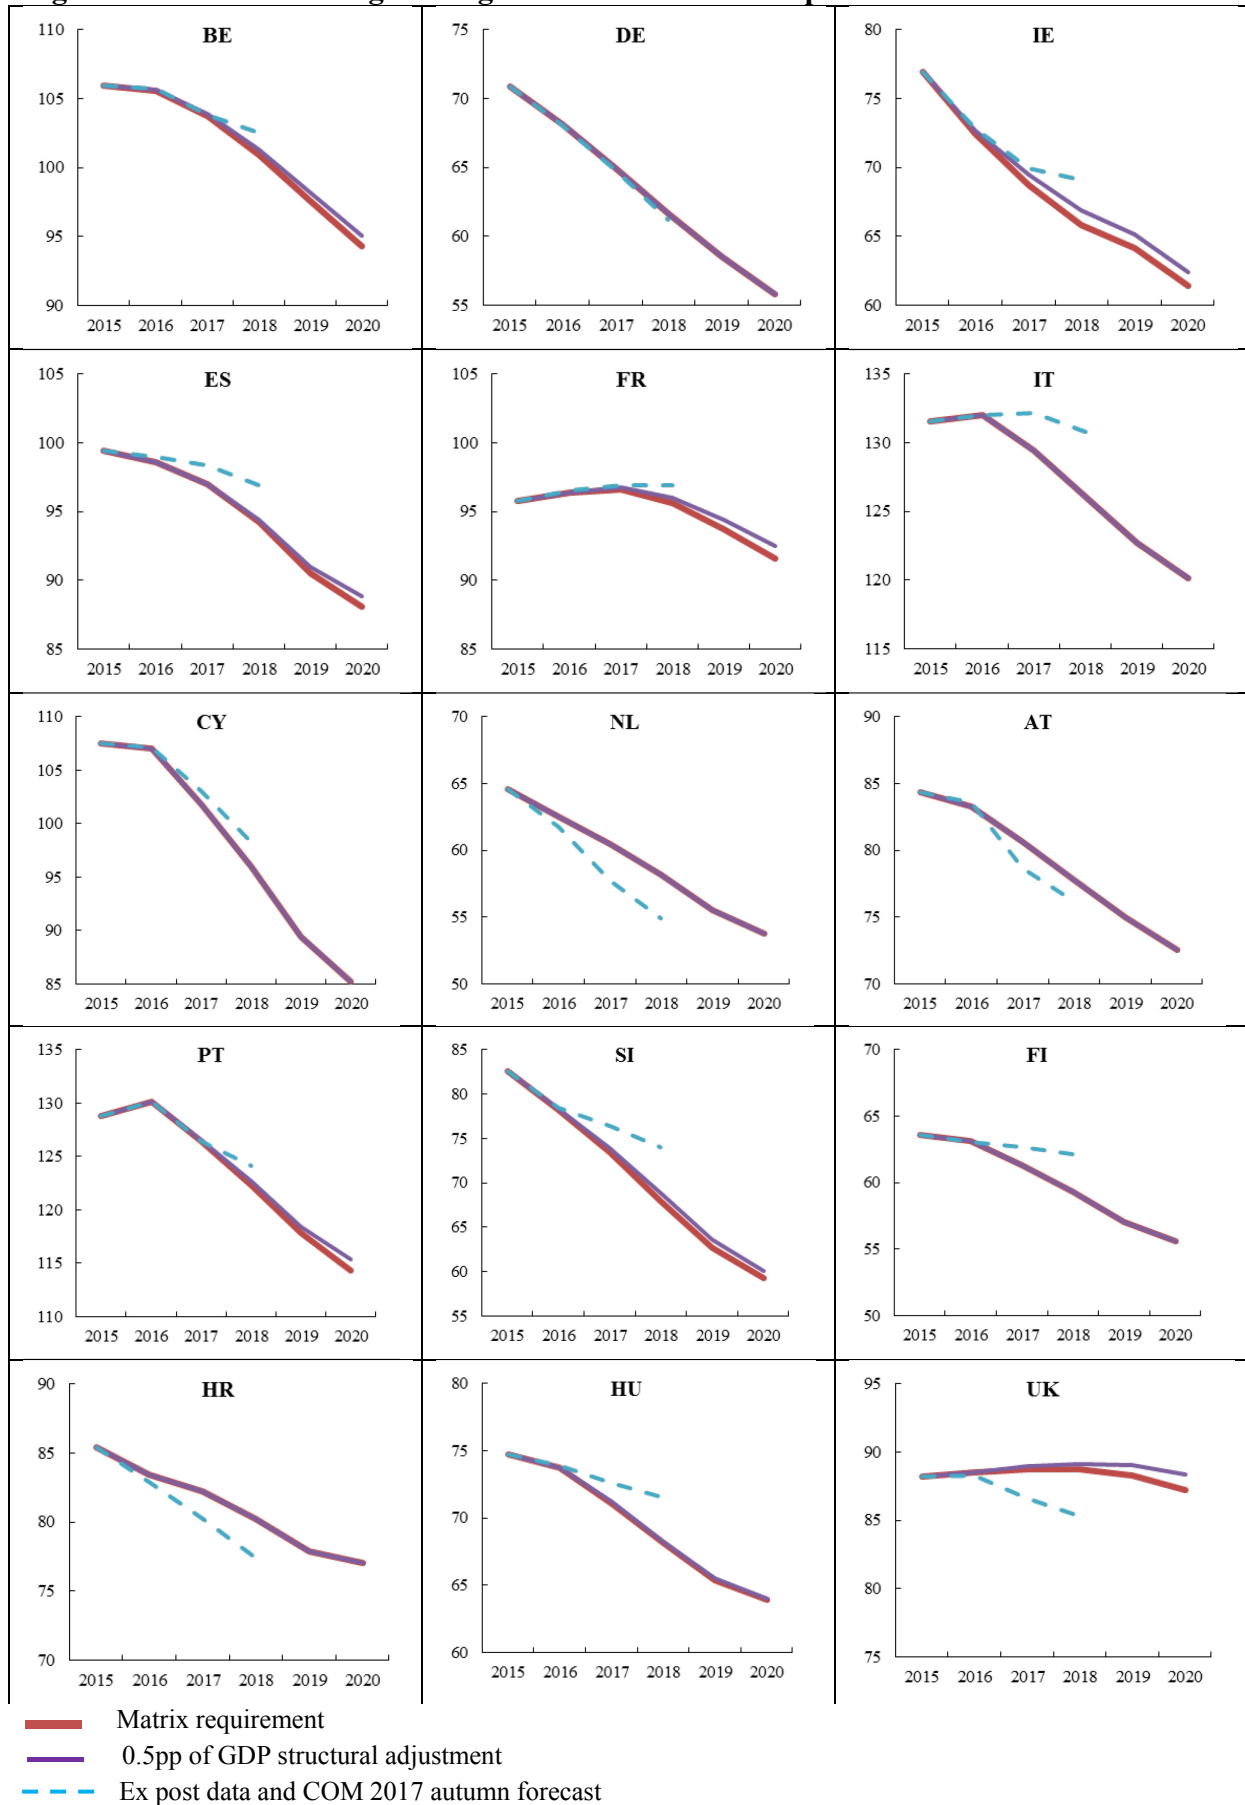 BE
110
105
100
95
90
2015 2016 2017 2018 2019 2020
DE
75
70
65
60
55
2015 2016 2017 2018 2019 2020
IE
80
75
70
65
60
2015 2016 2017 2018 2019 2020
ES
105
100
95
90
85
2015 2016 2017 2018 2019 2020
FR
105
100
95
90
85
2015 2016 2017 2018 2019 2020
IT
135
130
125
120
115
2015 2016 2017 2018 2019 2020
CY
110
105
100
95
90
85
2015 2016 2017 2018 2019 2020
NL
70
65
60
55
50
2015 2016 2017 2018 2019 2020
AT
90
85
80
75
70
2015 2016 2017 2018 2019 2020
PT
135
130
125
120
115
110
2015 2016 2017 2018 2019 2020
SI
85
80
75
70
65
60
55
2015 2016 2017 2018 2019 2020
FI
70
65
60
55
50
2015 2016 2017 2018 2019 2020
HR
90
85
80
75
70
2015 2016 2017 2018 2019 2020
HU
80
75
70
65
60
2015 2016 2017 2018 2019 2020
UK
95
90
85
80
75
2015 2016 2017 2018 2019 2020
Matrix requirement
0.5pp of GDP structural adjustment
Ex post data and COM 2017 autumn forecast